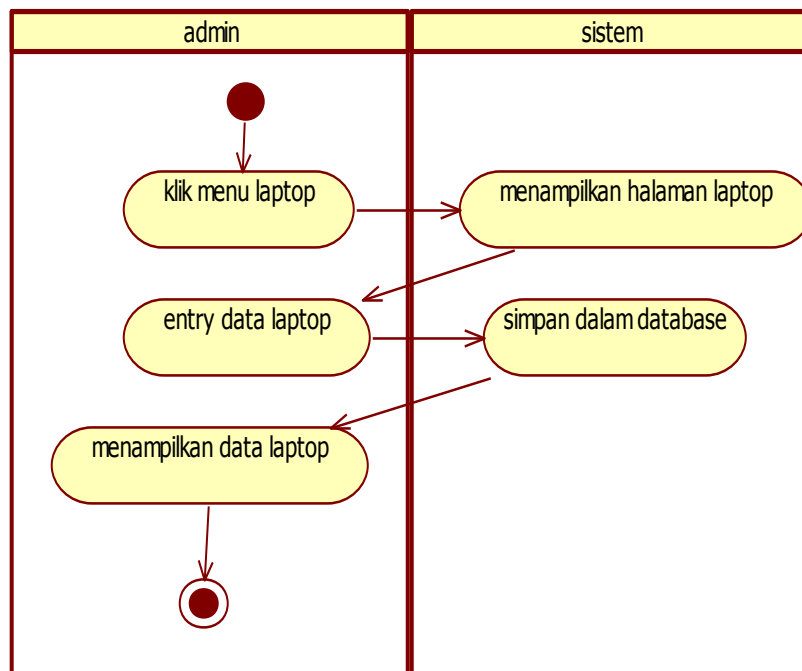 admin
sistem
klik menu laptop
menampilkan halaman laptop
entry data laptop
simpan dalam database
menampilkan data laptop